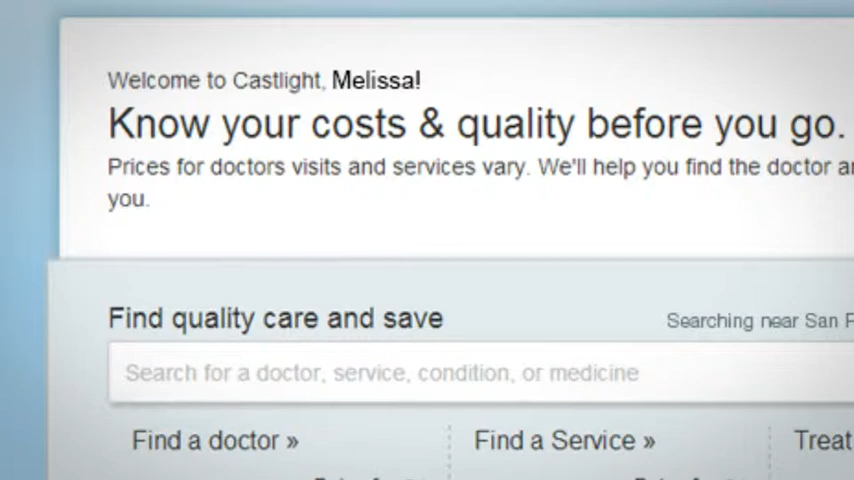 Welcome to Castlight, Melissa!
Know your costs & quality before you go.
Prices for doctors visits and services vary. We'll help you find the doctor
you.
Find quality care and save
Searching near San
Search for a doctor, service, condition, or medicine
Find a doctor » Find a Service » Treat